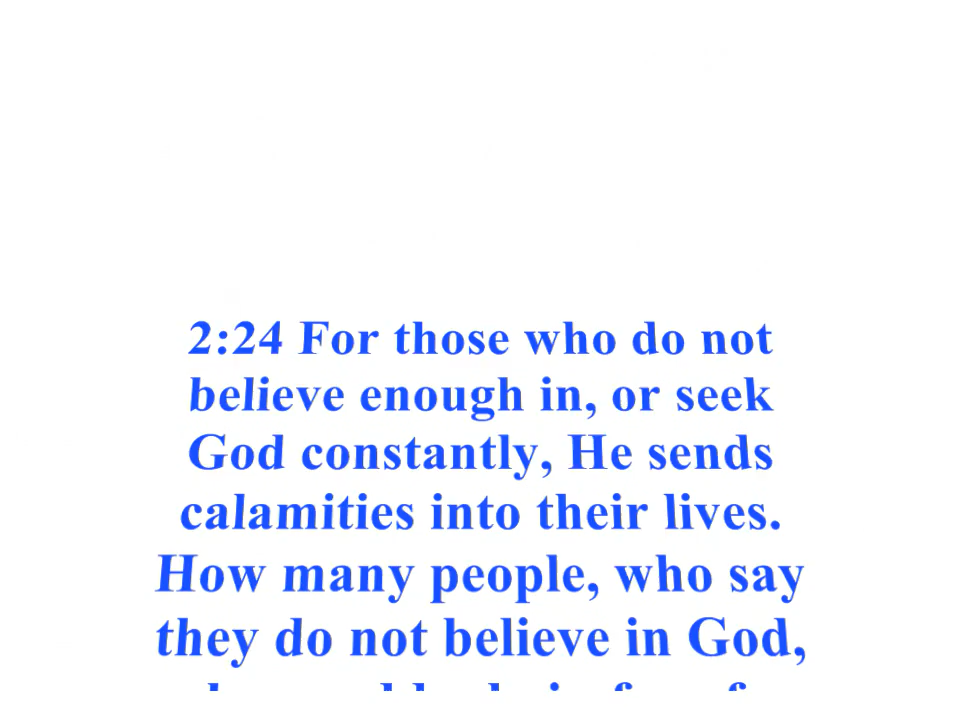 2:24 For those who do not
believe enough in, or seek
God constantly, He sends
calamities into their lives.
How many people, who say
they do not believe in God,